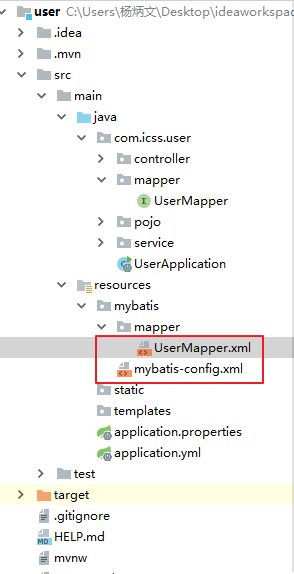 user C:\Users\杨炳文\Desktop\ideaworkspac
.idea
.mvn
src
main
java
com.icss.user
controller
mapper
UserMapper
pojo
service
UserApplication
resources
mybatis
mapper
UserMapper.xml
mybatis-config.xml
static
templates
application.properties
application.yml
test
target
.gitignore
HELP.md
mvnw